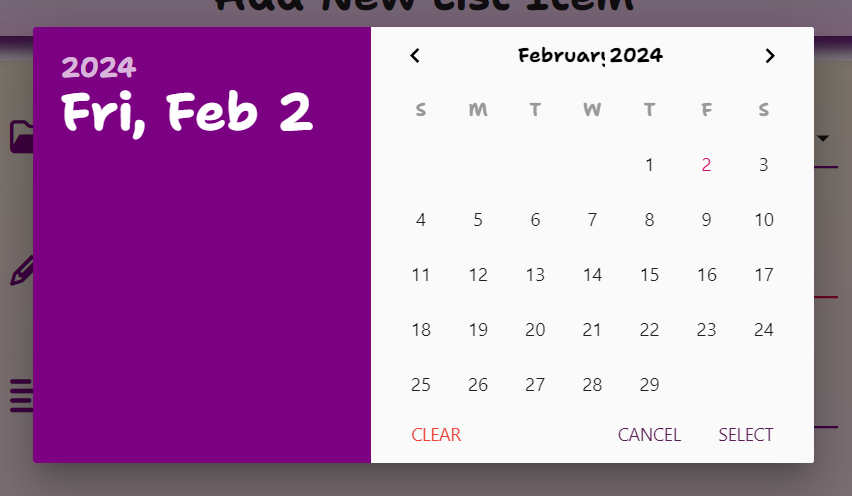 Add New List Item
2024
Fri, Feb 2
February 2024
S M T W T F S
1 2 3
4 5 6 7 8 9 10
11 12 13 14 15 16 17
18 19 20 21 22 23 24
25 26 27 28 29
CLEAR CANCEL SELECT